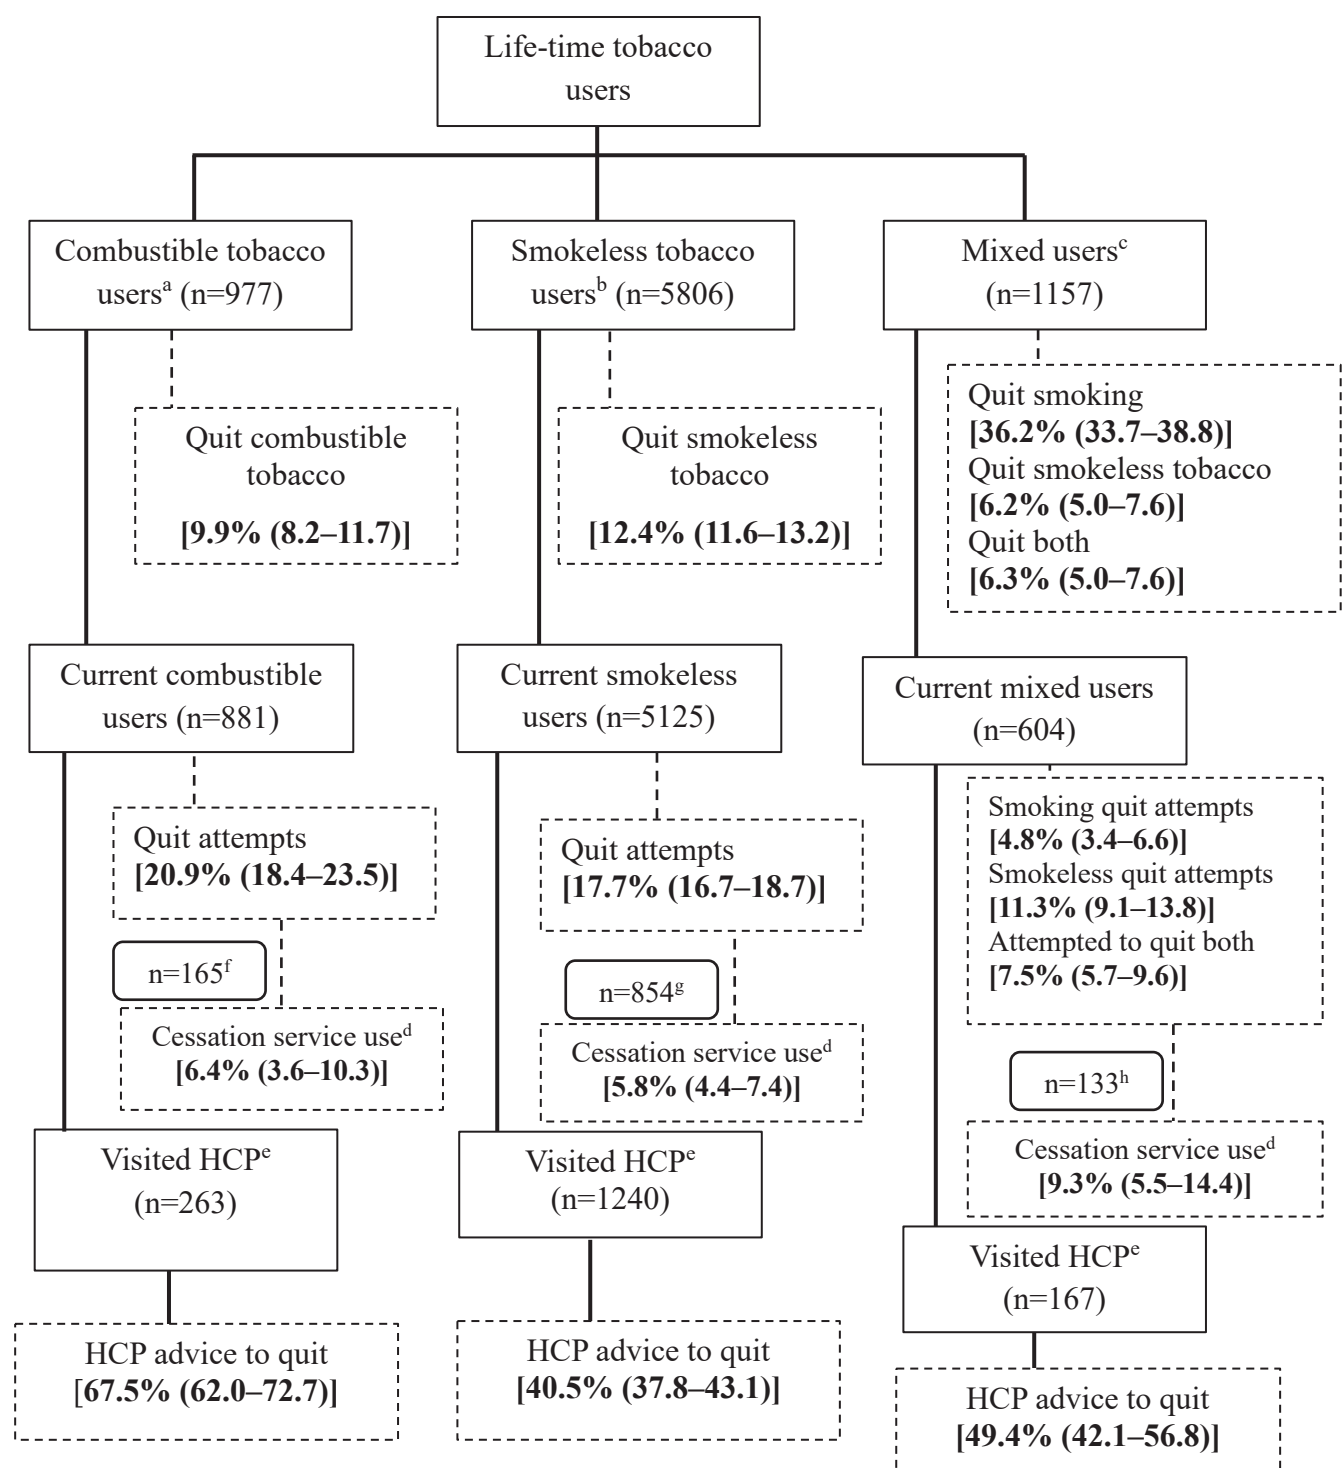 Life-time tobacco
users
Combustible tobacco
usersᵃ (n=977)
Smokeless tobacco
usersᵇ (n=5806)
Mixed usersᶜ
(n=1157)
Quit combustible
tobacco
[9.9% (8.2–11.7)]
Quit smokeless
tobacco
[12.4% (11.6–13.2)]
Quit smoking
[36.2% (33.7–38.8)]
Quit smokeless tobacco
[6.2% (5.0–7.6)]
Quit both
[6.3% (5.0–7.6)]
Current combustible
users (n=881)
Current smokeless
users (n=5125)
Current mixed users
(n=604)
Quit attempts
[20.9% (18.4–23.5)]
Quit attempts
[17.7% (16.7–18.7)]
Smoking quit attempts
[4.8% (3.4–6.6)]
Smokeless quit attempts
[11.3% (9.1–13.8)]
Attempted to quit both
[7.5% (5.7–9.6)]
n=165ᶠ
n=854ᵍ
n=133ʰ
Cessation service useᵈ
[6.4% (3.6–10.3)]
Cessation service useᵈ
[5.8% (4.4–7.4)]
Cessation service useᵈ
[9.3% (5.5–14.4)]
Visited HCPᵉ
(n=263)
Visited HCPᵉ
(n=1240)
Visited HCPᵉ
(n=167)
HCP advice to quit
[67.5% (62.0–72.7)]
HCP advice to quit
[40.5% (37.8–43.1)]
HCP advice to quit
[49.4% (42.1–56.8)]